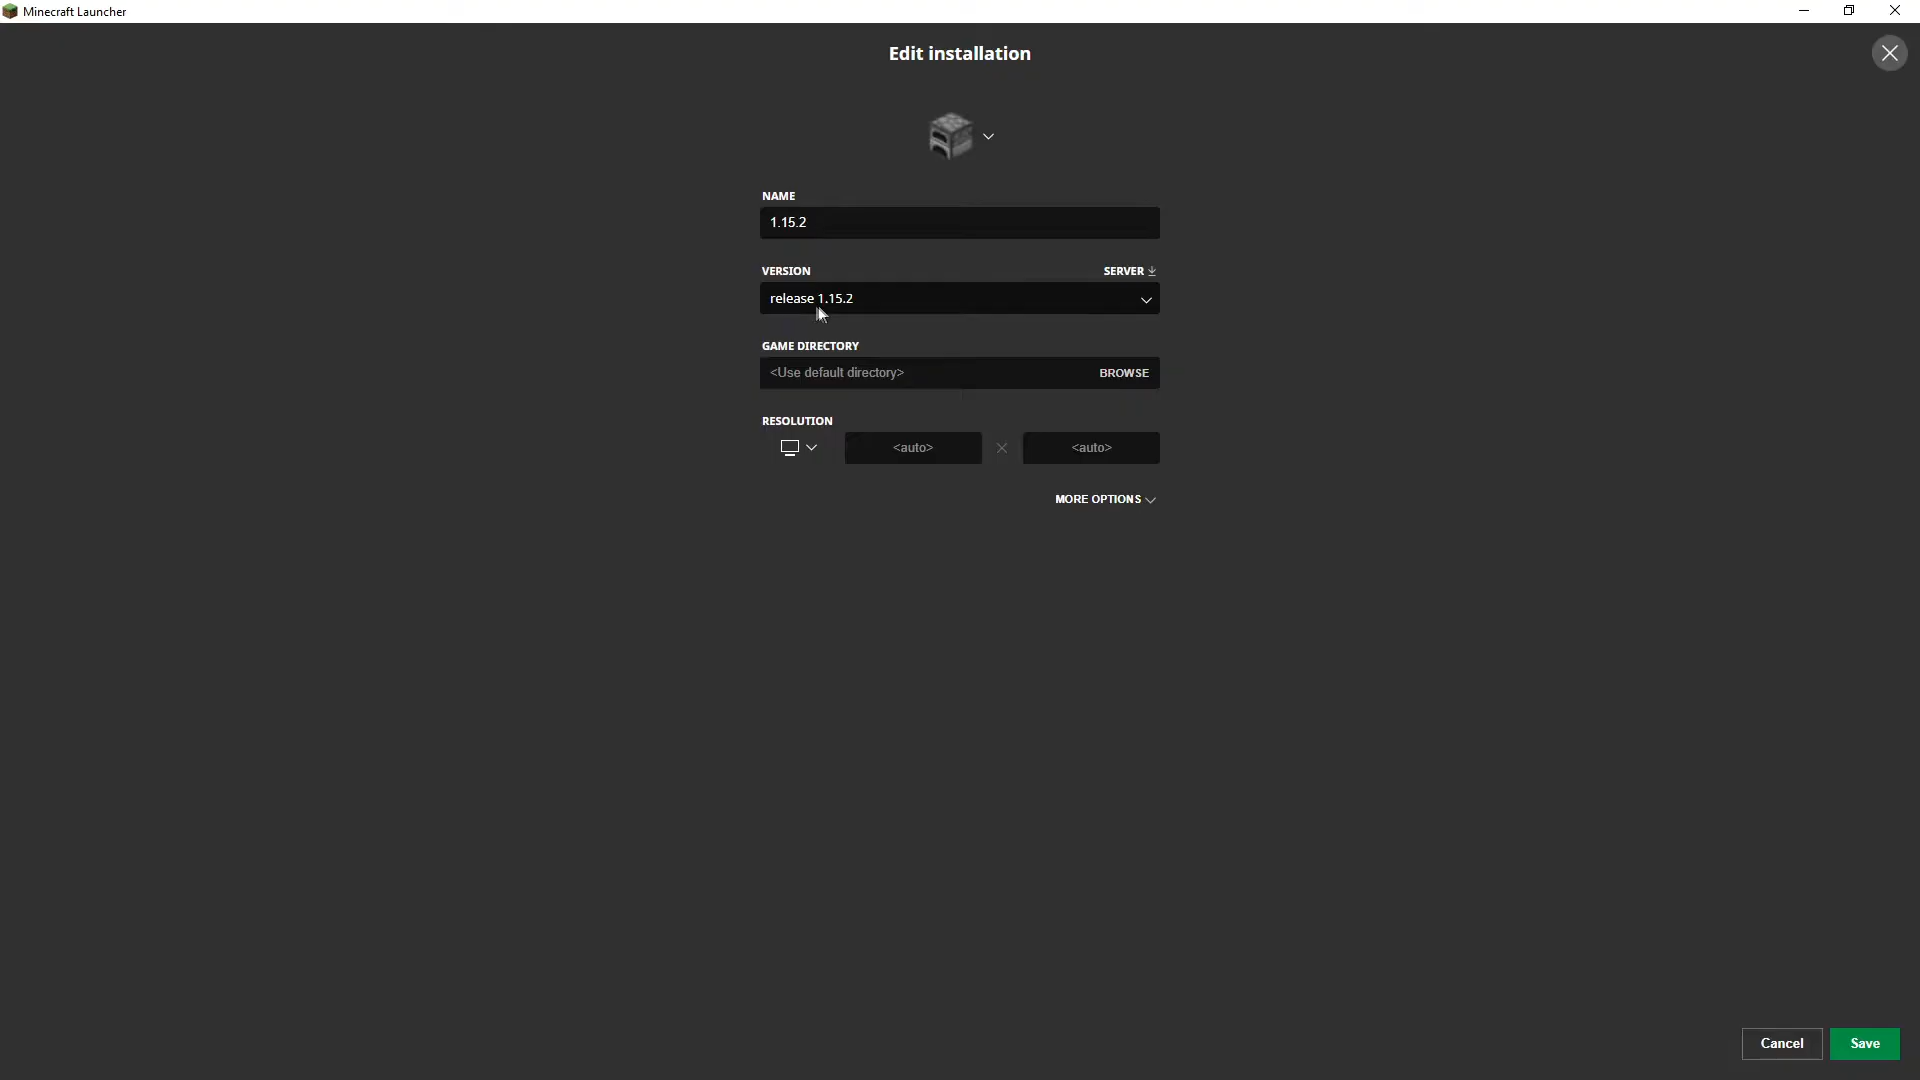 Minecraft Launcher
Edit installation
NAME
1.15.2
VERSION
SERVER
release 1.15.2
GAME DIRECTORY
<Use default directory>
BROWSE
RESOLUTION
<auto>
<auto>
MORE OPTIONS
Cancel
Save